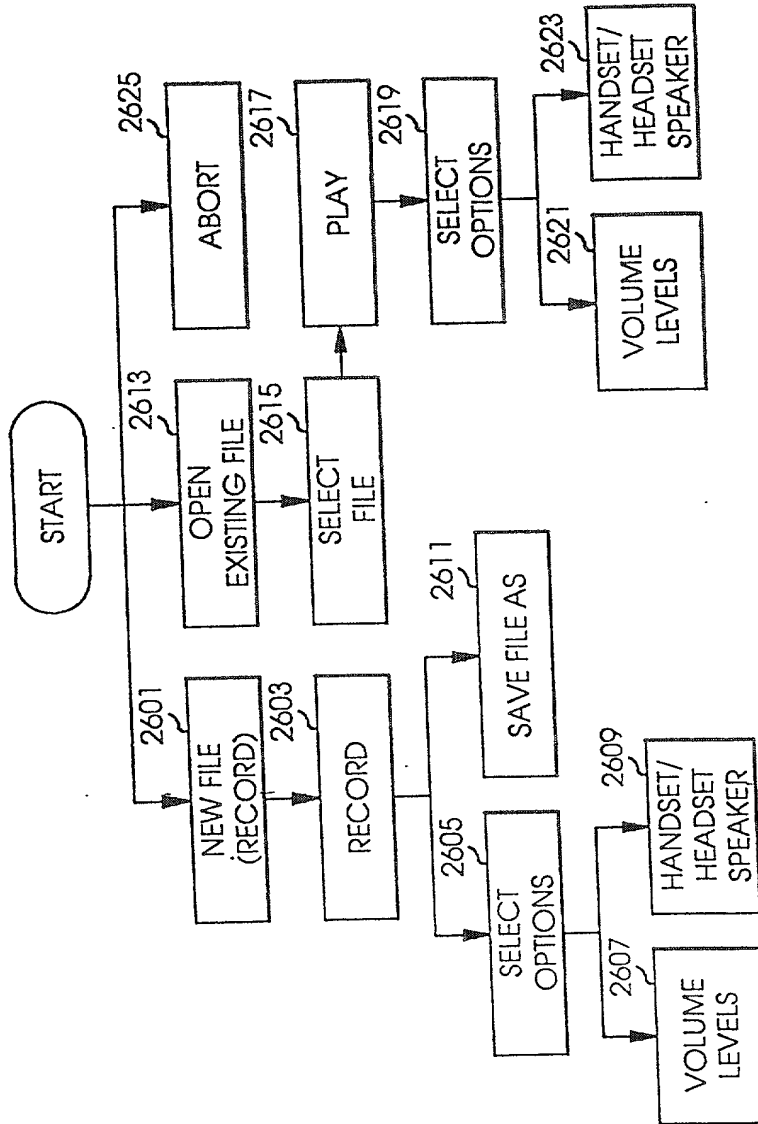 START
2601
NEW FILE
(RECORD)
2603
RECORD
2605
SELECT
OPTIONS
2607
VOLUME
LEVELS
2609
HANDSET/
HEADSET
SPEAKER
2611
SAVE FILE AS
2613
OPEN
EXISTING FILE
2615
SELECT
FILE
2625
ABORT
2617
PLAY
2619
SELECT
OPTIONS
2621
VOLUME
LEVELS
2623
HANDSET/
HEADSET
SPEAKER